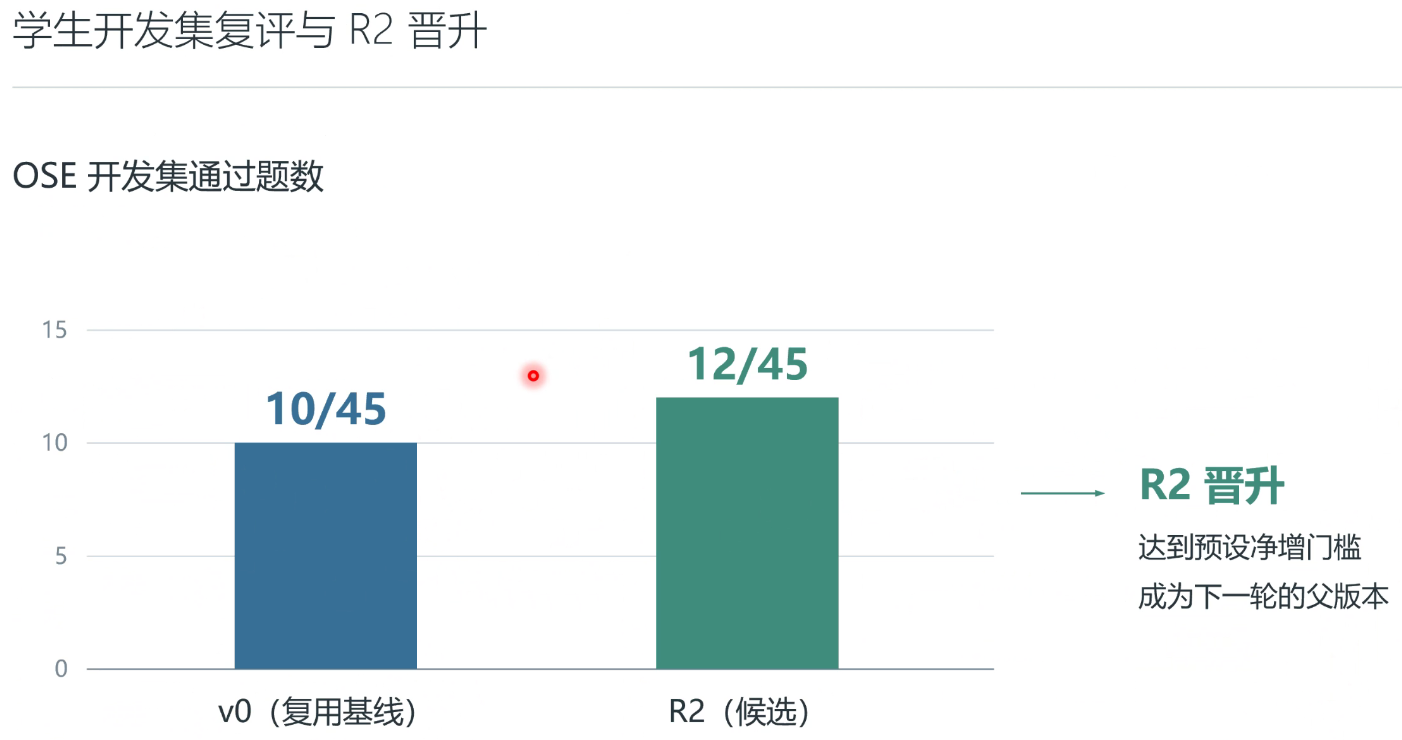 学生开发集复评与 R2 晋升
OSE 开发集通过题数
15
10
5
0
10/45
12/45
v0（复用基线）
R2（候选）
R2 晋升
达到预设净增门槛
成为下一轮的父版本